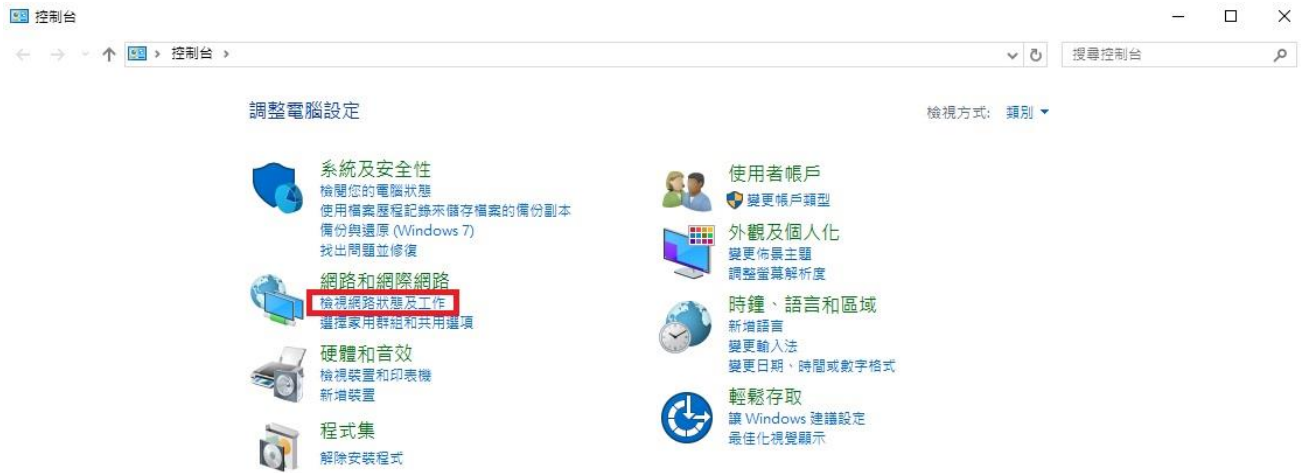 控制台
控制台
搜尋控制台
調整電腦設定
檢視方式: 類別
系統及安全性
檢閱您的電腦狀態
使用檔案歷程記錄來儲存檔案的備份副本
備份與還原 (Windows 7)
找出問題並修復
網路和網際網路
檢視網路狀態及工作
選擇家用群組和共用選項
硬體和音效
檢視裝置和印表機
新增裝置
程式集
解除安裝程式
使用者帳戶
變更帳戶類型
外觀及個人化
變更佈景主題
調整螢幕解析度
時鐘、語言和區域
新增語言
變更輸入法
變更日期、時間或數字格式
輕鬆存取
讓 Windows 建議設定
最佳化視覺顯示